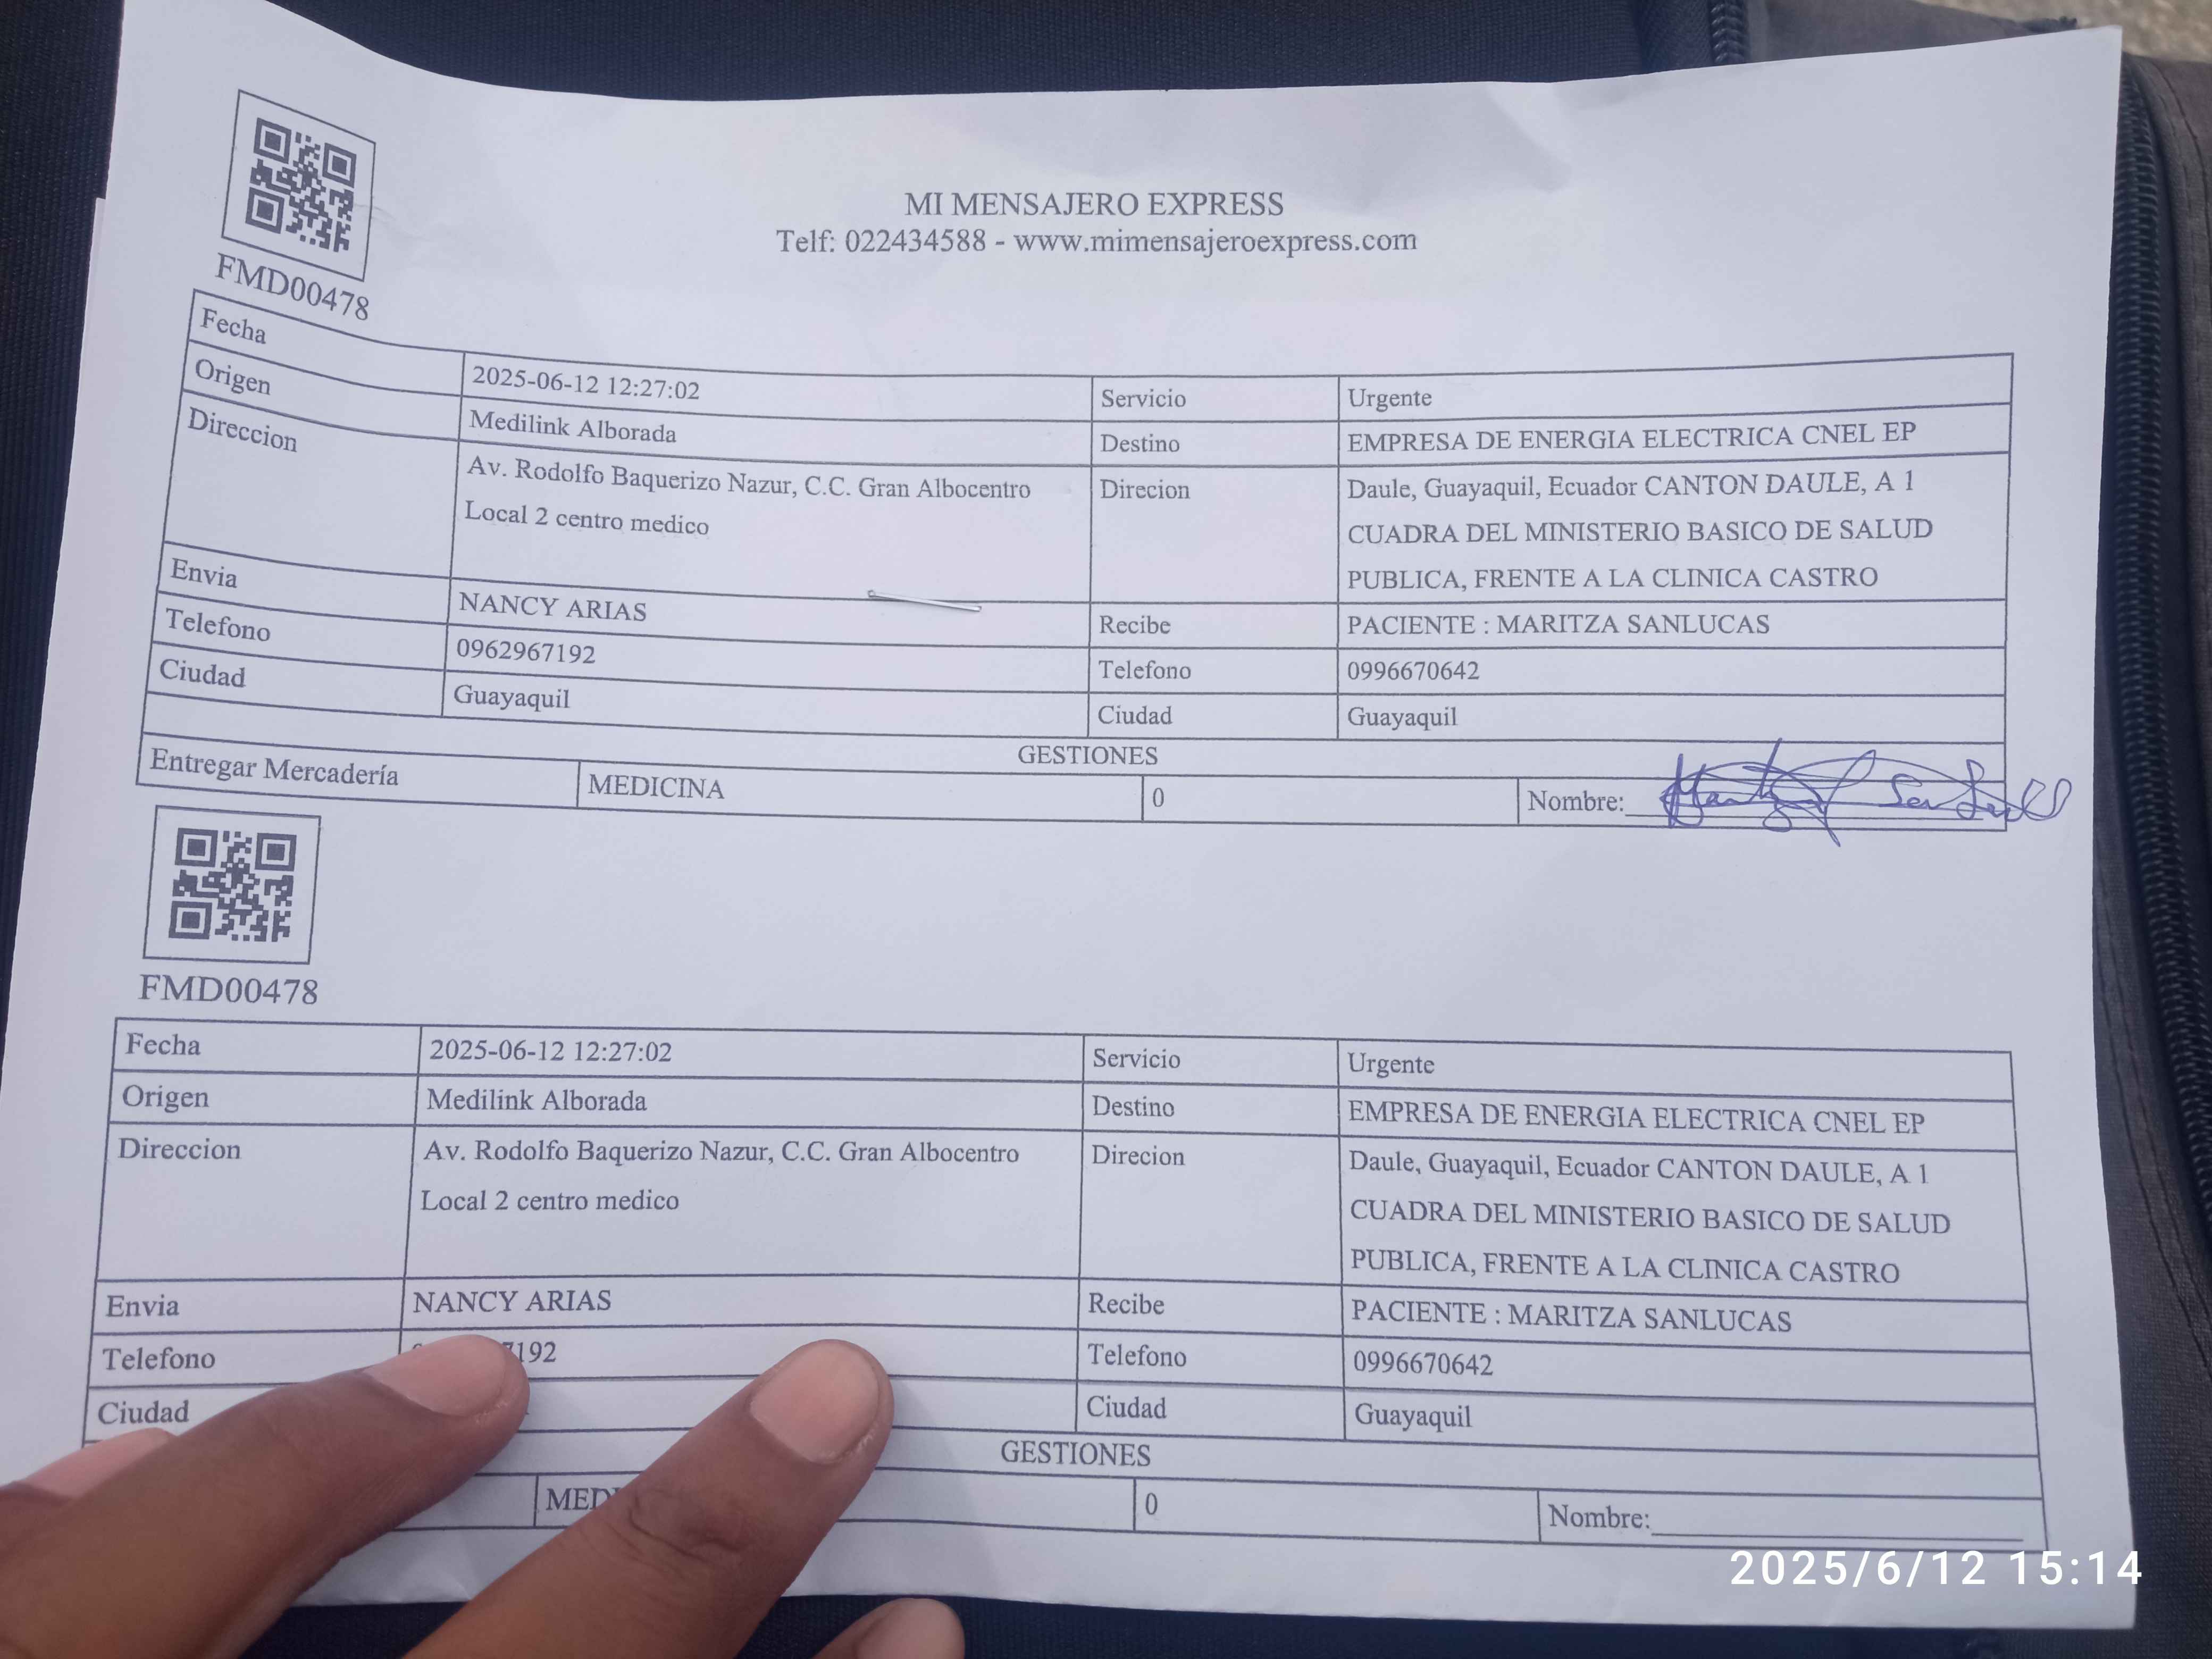 MI MENSAJERO EXPRESS
Telf: 022434588 - www.mimensajeroexpress.com
FMD00478
Fecha 2025-06-12 12:27:02 Servicio Urgente
Origen Medilink Alborada Destino EMPRESA DE ENERGIA ELECTRICA CNEL EP
Direccion Av. Rodolfo Baquerizo Nazur, C.C. Gran Albocentro Direcion Daule, Guayaquil, Ecuador CANTON DAULE, A 1
Local 2 centro medico CUADRA DEL MINISTERIO BASICO DE SALUD
PUBLICA, FRENTE A LA CLINICA CASTRO
Envia NANCY ARIAS Recibe PACIENTE : MARITZA SANLUCAS
Telefono 0962967192 Telefono 0996670642
Ciudad Guayaquil Ciudad Guayaquil
GESTIONES
Entregar Mercadería MEDICINA 0 Nombre:
FMD00478
Fecha 2025-06-12 12:27:02 Servicio Urgente
Origen Medilink Alborada Destino EMPRESA DE ENERGIA ELECTRICA CNEL EP
Direccion Av. Rodolfo Baquerizo Nazur, C.C. Gran Albocentro Direcion Daule, Guayaquil, Ecuador CANTON DAULE, A 1
Local 2 centro medico CUADRA DEL MINISTERIO BASICO DE SALUD
PUBLICA, FRENTE A LA CLINICA CASTRO
Envia NANCY ARIAS Recibe PACIENTE : MARITZA SANLUCAS
Telefono 7192 Telefono 0996670642
Ciudad Ciudad Guayaquil
GESTIONES
MED 0 Nombre:
2025/6/12 15:14